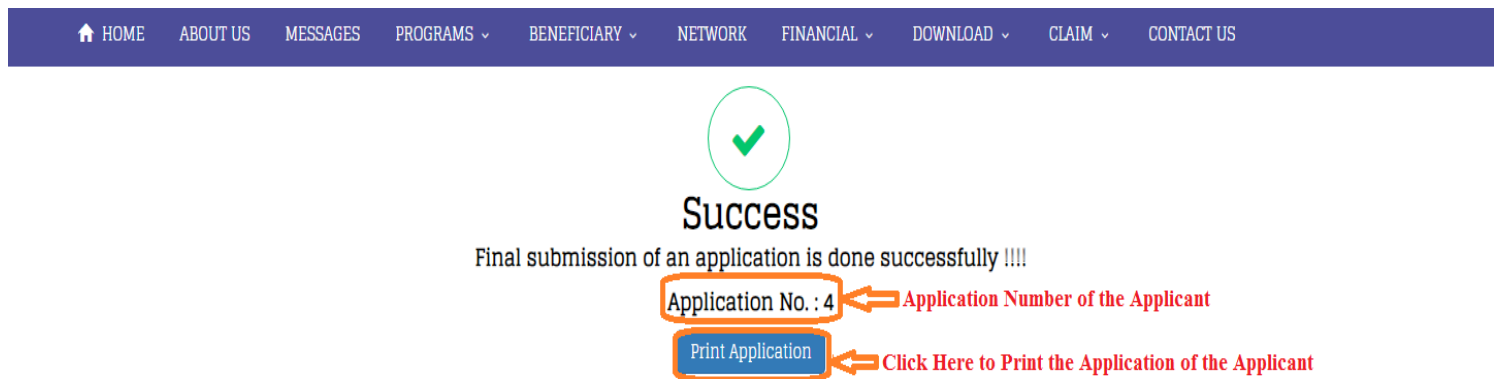 HOME ABOUT US MESSAGES PROGRAMS BENEFICIARY NETWORK FINANCIAL DOWNLOAD CLAIM CONTACT US
Success
Final submission of an application is done successfully !!!!
Application No. : 4 Application Number of the Applicant
Print Application Click Here to Print the Application of the Applicant